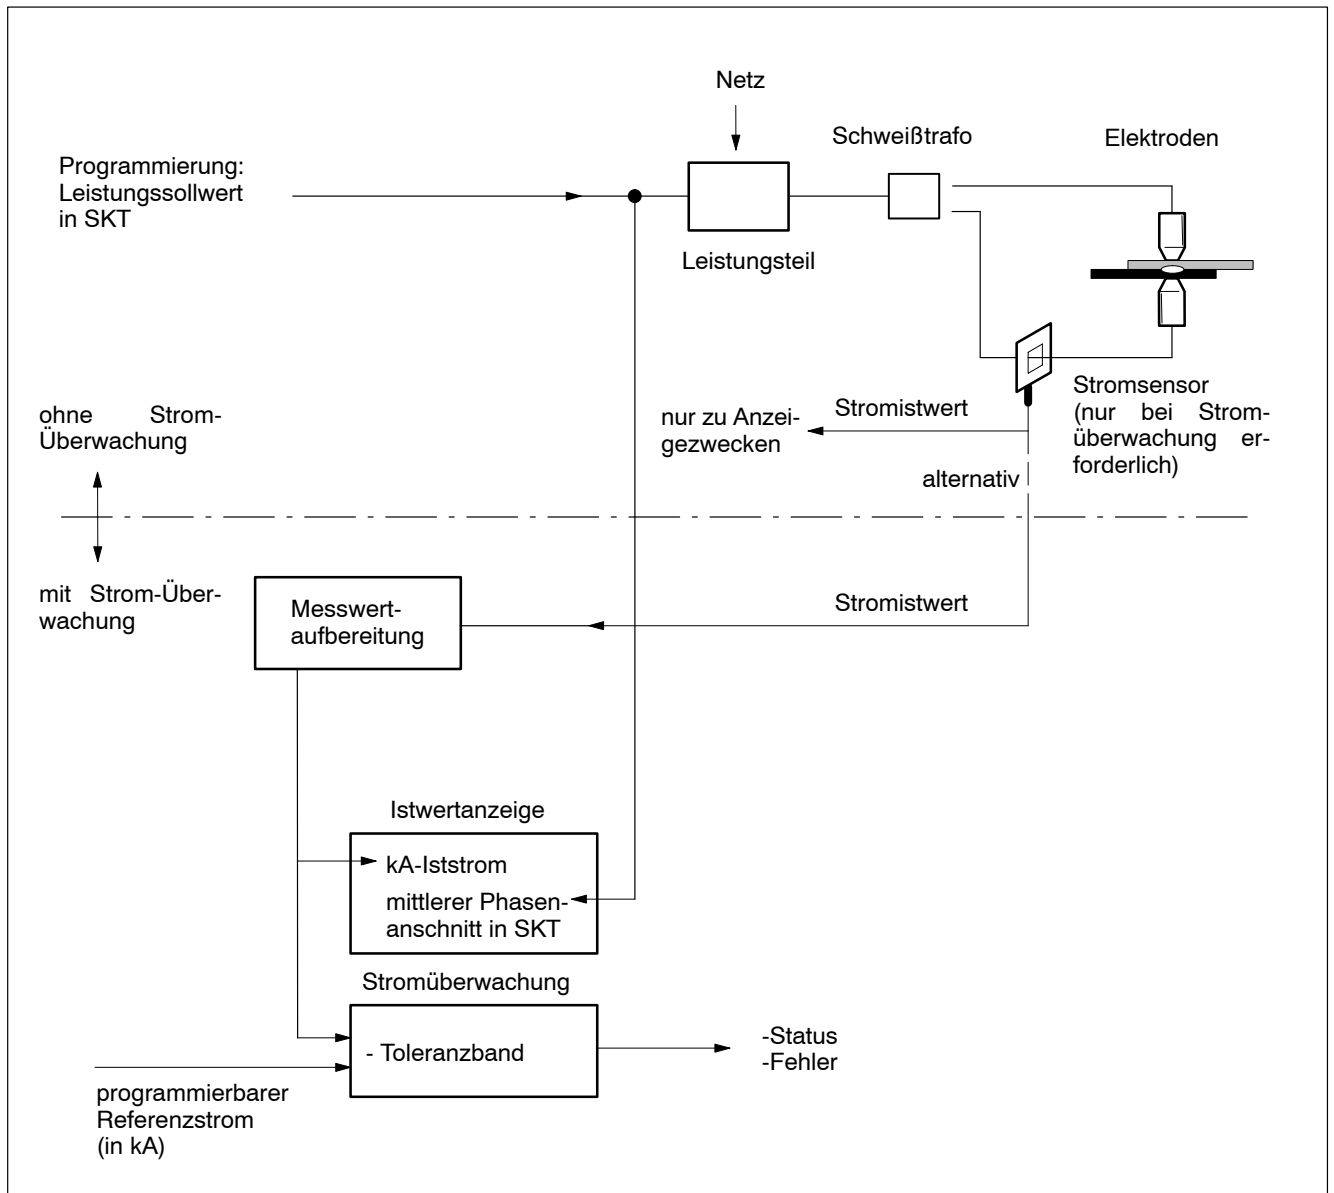 Netz
Schweißtrafo
Elektroden
Programmierung:
Leistungssollwert
in SKT
Leistungsteil
Stromsensor
(nur bei Strom-
überwachung er-
forderlich)
ohne Strom-
Überwachung
nur zu Anzei-
gezwecken
Stromistwert
alternativ
mit Strom-Über-
wachung
Messwert-
aufbereitung
Stromistwert
Istwertanzeige
kA-Iststrom
mittlerer Phasen-
anschnitt in SKT
Stromüberwachung
- Toleranzband
-Status
-Fehler
programmierbarer
Referenzstrom
(in kA)